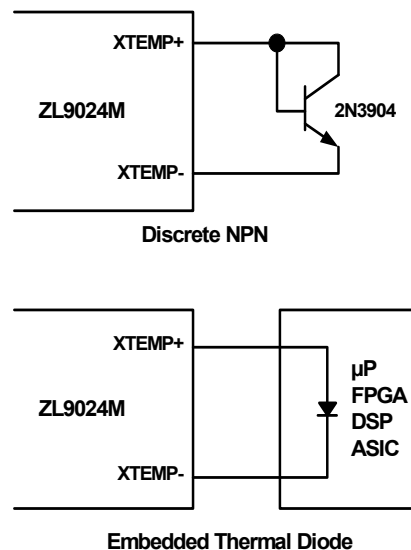 XTEMP+
ZL9024M
2N3904
XTEMP-
Discrete NPN
XTEMP+
µP
FPGA
ZL9024M
DSP
ASIC
XTEMP-
Embedded Thermal Diode